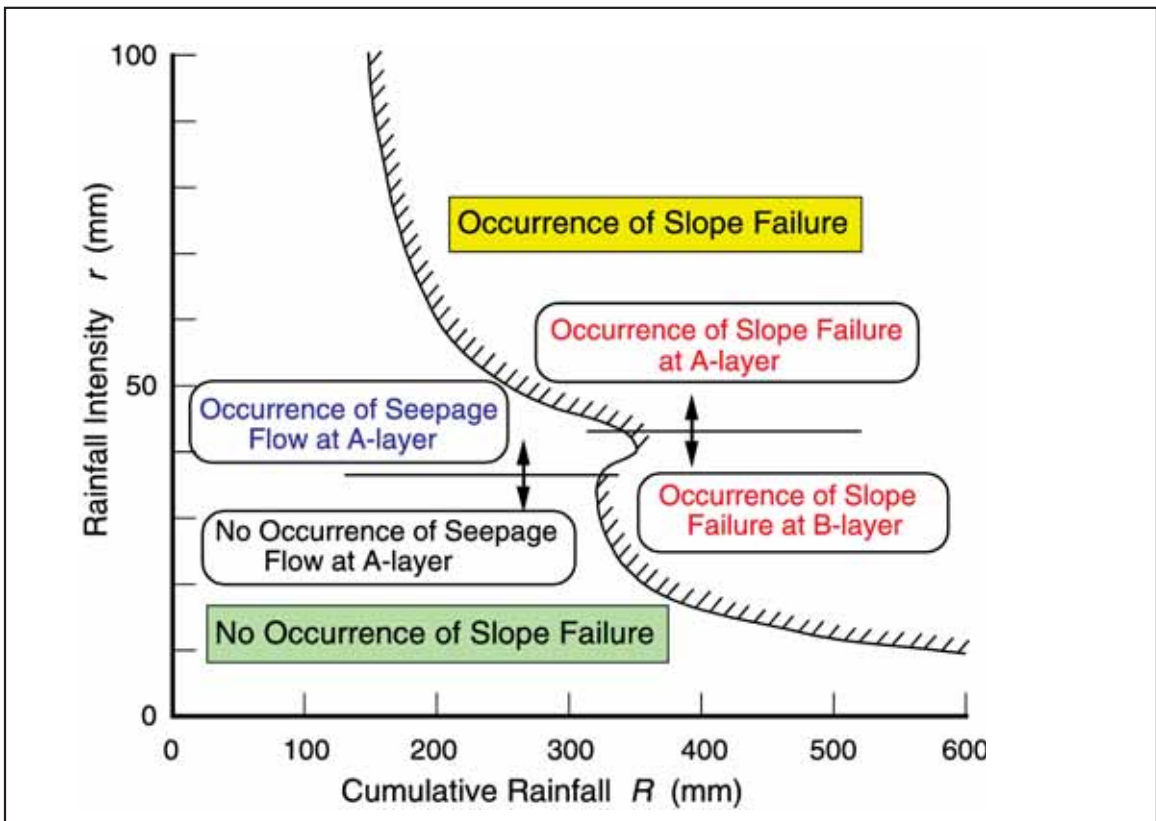 100
50
0
Rainfall Intensity r (mm)
Occurrence of Slope Failure
Occurrence of Slope Failure
at A-layer
Occurrence of Seepage
Flow at A-layer
Occurrence of Slope
Failure at B-layer
No Occurrence of Seepage
Flow at A-layer
No Occurrence of Slope Failure
0 100 200 300 400 500 600
Cumulative Rainfall R (mm)